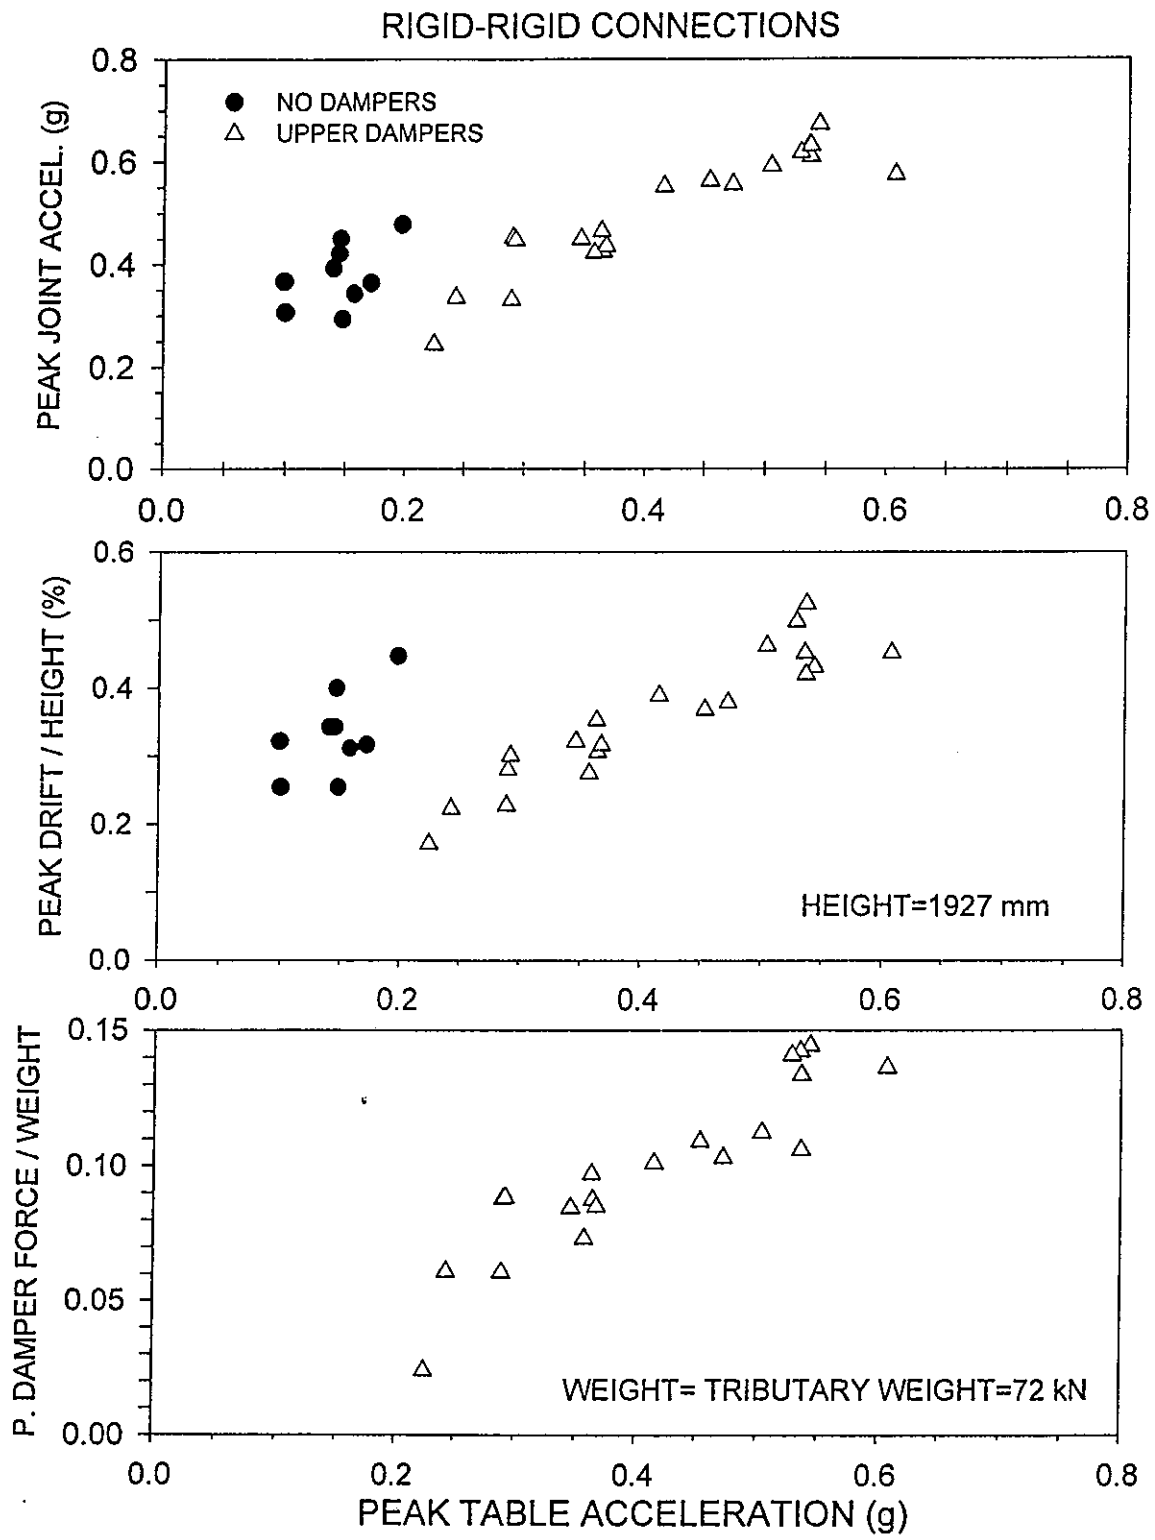 RIGID-RIGID CONNECTIONS
PEAK JOINT ACCEL. (g)
0.8
0.6
0.4
0.2
0.0
NO DAMPERS
UPPER DAMPERS
0.0 0.2 0.4 0.6 0.8
PEAK DRIFT / HEIGHT (%)
0.6
0.4
0.2
0.0
HEIGHT=1927 mm
0.0 0.2 0.4 0.6 0.8
P. DAMPER FORCE / WEIGHT
0.15
0.10
0.05
0.00
WEIGHT= TRIBUTARY WEIGHT=72 kN
0.0 0.2 0.4 0.6 0.8
PEAK TABLE ACCELERATION (g)